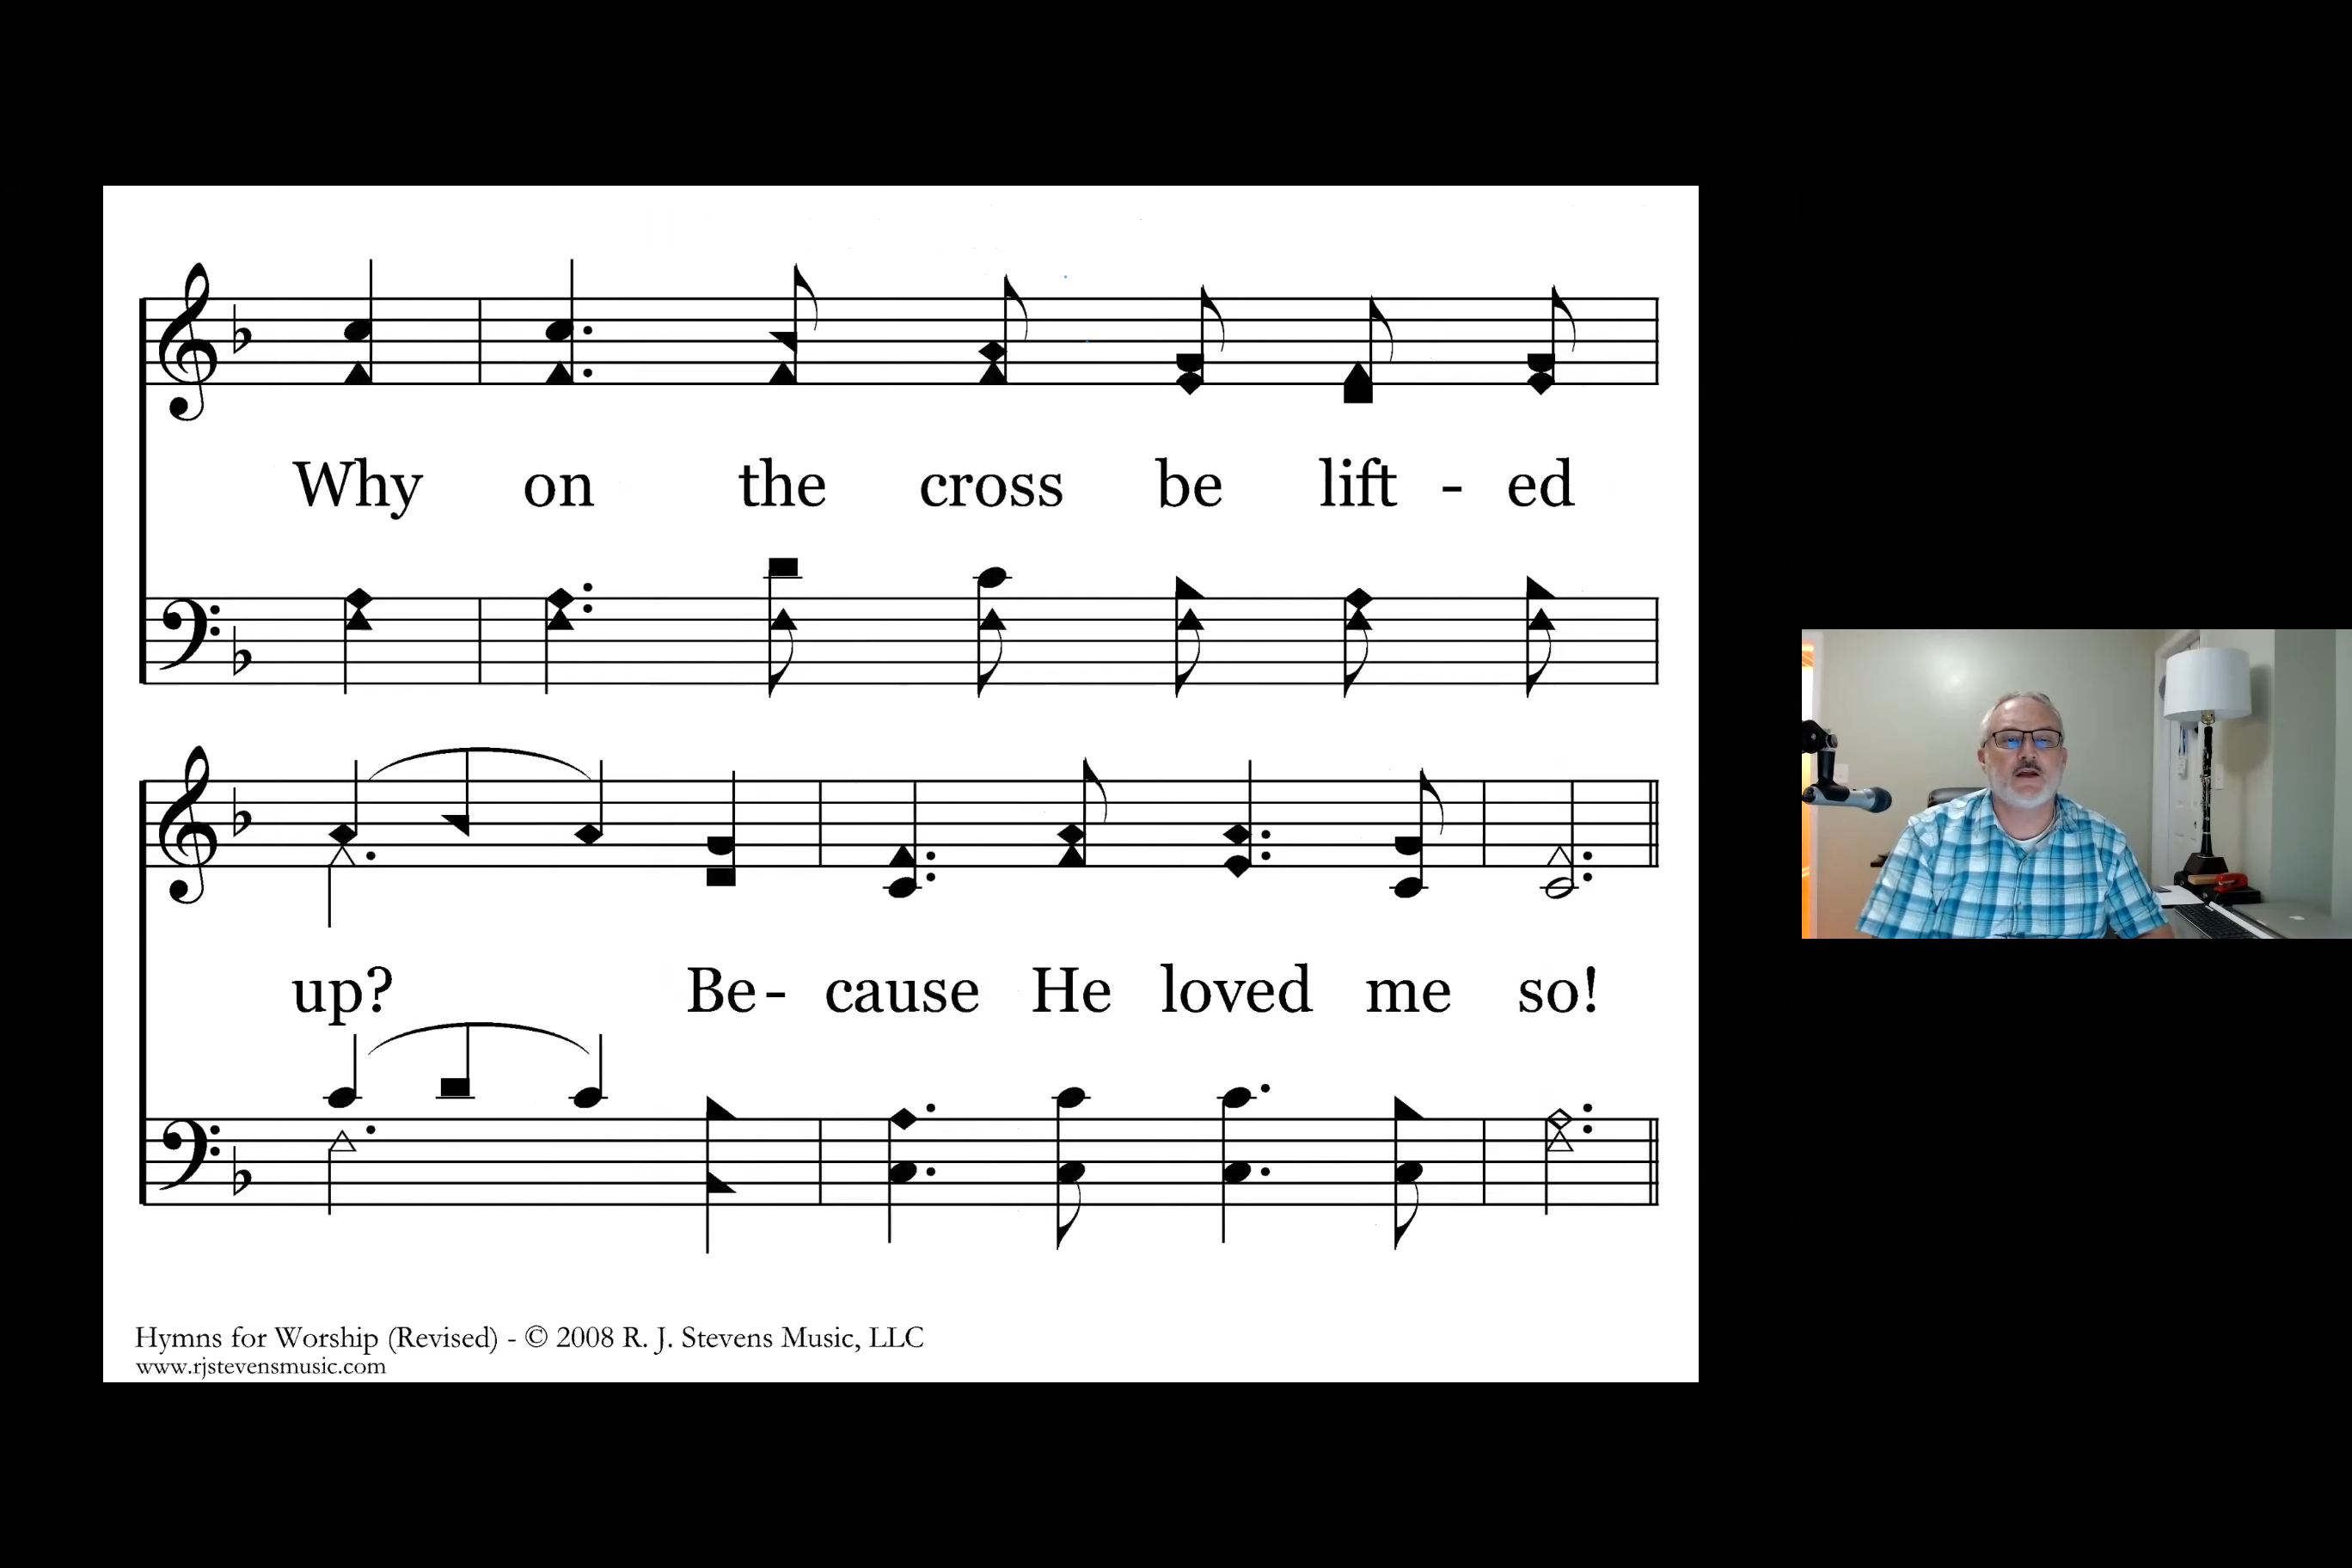 Why on the cross be lift - ed
up? Be - cause He loved me so!
Hymns for Worship (Revised) - © 2008 R. J. Stevens Music, LLC
www.rjstevensmusic.com